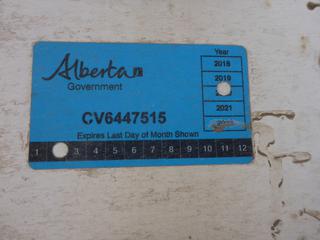 Alberta
Government
Year
2018
2019
2021
CV6447515
Expires Last Day of Month Shown
1 3 4 5 6 7 8 9 10 11 12